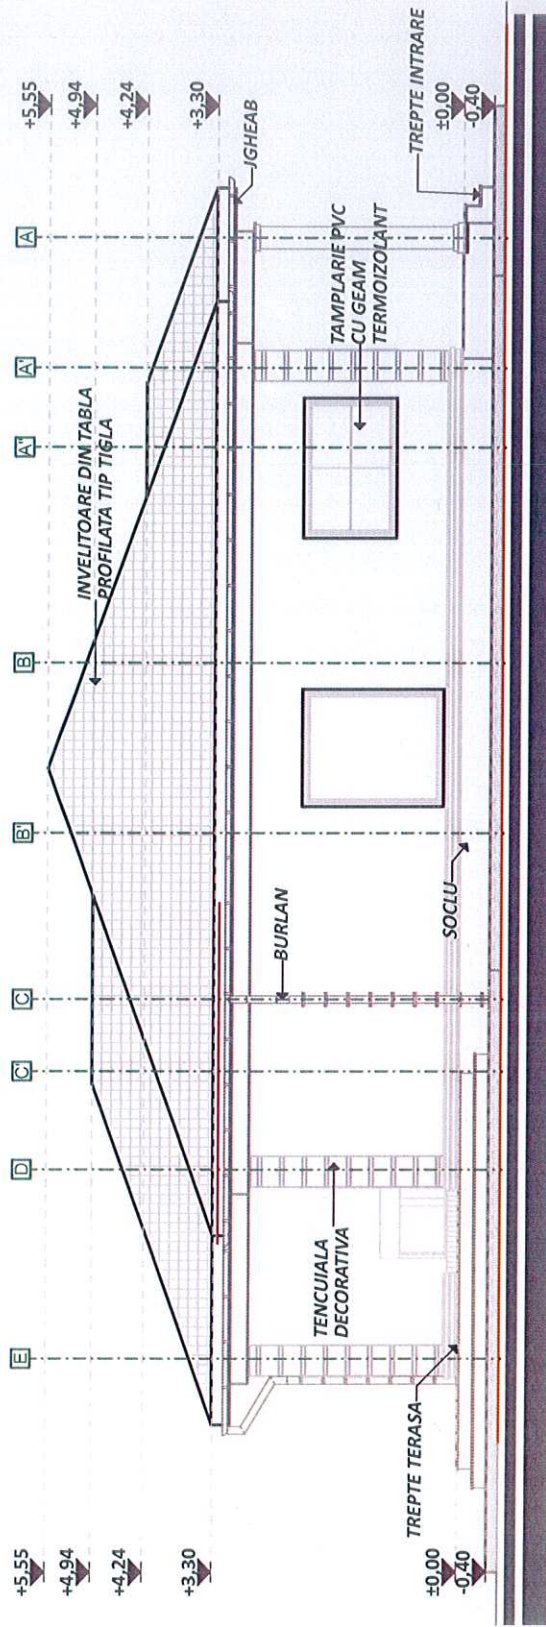 +5,55
+4,94
+4,24
+3,30
±0,00
-0,40
E
D
C'
C
B'
B
A'
A'
A
+5,55
+4,94
+4,24
+3,30
±0,00
-0,40
INVELITOARE DIN TABLA
PROFILATA TIP TIGLA
JGHEAB
BURLAN
TENCUIALA
DECORATIVA
TAMPLARIE PVC
CU GEAM
TERMOIZOLANT
TREPTE TERASA
SOCLU
TREPTE INTRARE